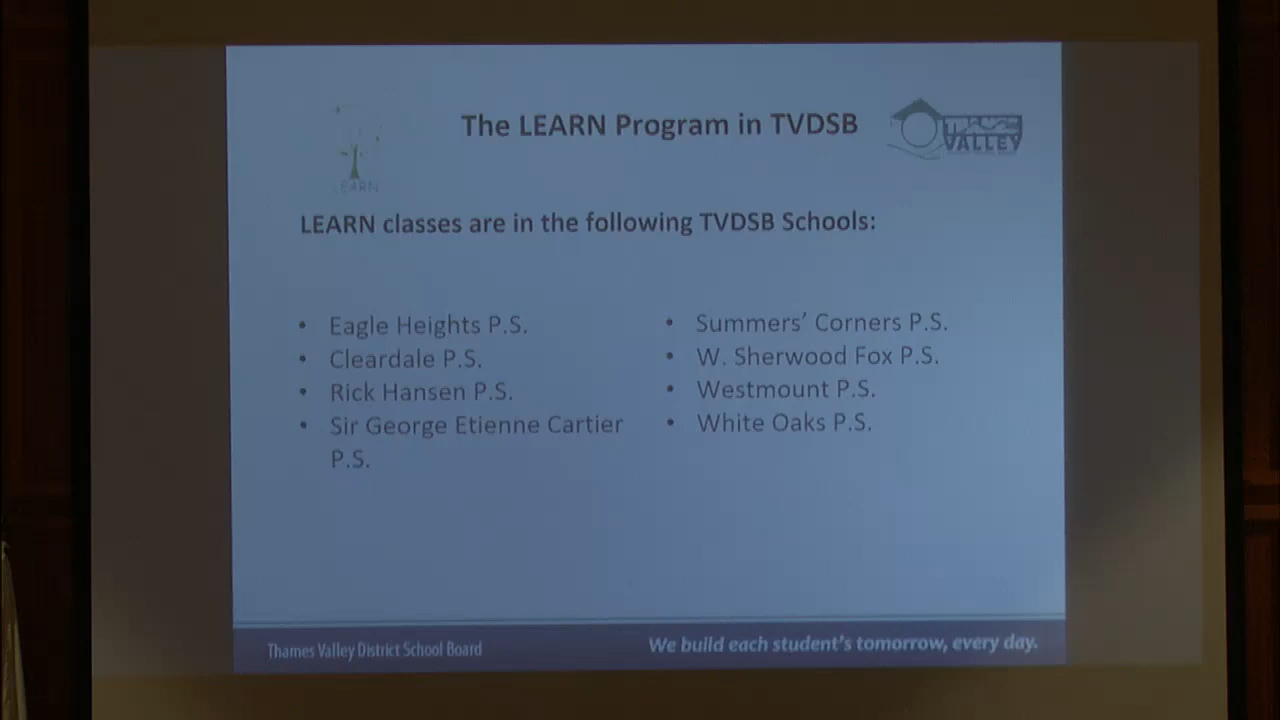 The LEARN Program in TVDSB
VALLEY
LEARN
LEARN classes are in the following TVDSB Schools:
• Eagle Heights P.S.
• Cleardale P.S.
• Rick Hansen P.S.
• Sir George Etienne Cartier
P.S.
• Summers’ Corners P.S.
• W. Sherwood Fox P.S.
• Westmount P.S.
• White Oaks P.S.
Thames Valley District School Board
We build each student's tomorrow, every day.